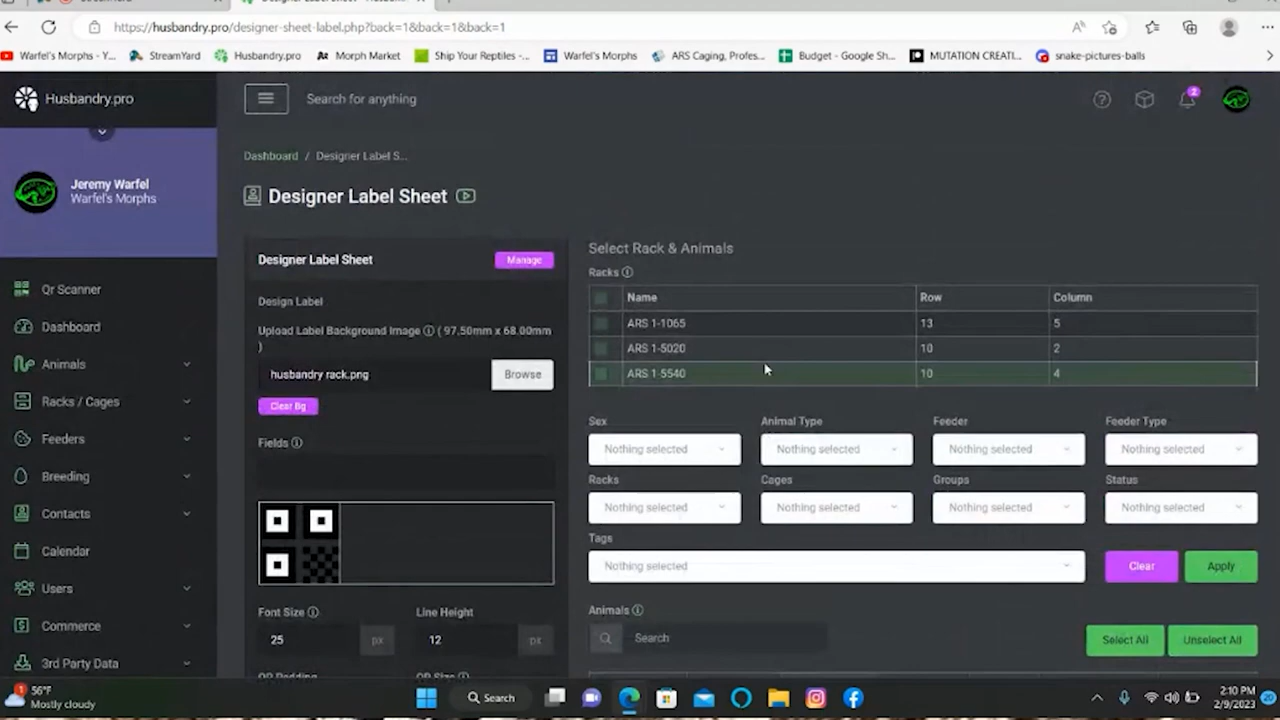 https://husbandry.pro/designer-sheet-label.php?back=1&back=1&back=1
Warfel's Morphs - Y...
StreamYard
Husbandry.pro
Morph Market
Ship Your Reptiles -...
Warfel's Morphs
ARS Caging, Profes...
Budget - Google Sh...
MUTATION CREATI...
snake-pictures-balls
Husbandry.pro
Search for anything
2
Jeremy Warfel
Warfel's Morphs
Dashboard / Designer Label S...
Designer Label Sheet
Qr Scanner
Dashboard
Animals
Racks / Cages
Feeders
Breeding
Contacts
Calendar
Users
Commerce
3rd Party Data
Designer Label Sheet
Manage
Design Label
Upload Label Background Image ( 97.50mm x 68.00mm
)
husbandry rack.png
Browse
Clear Bg
Fields
Font Size
Line Height
25 px
12 px
QR Padding
QR Size
Select Rack & Animals
Racks
Name Row Column
ARS 1-1065 13 5
ARS 1-5020 10 2
ARS 1-5540 10 4
Sex Animal Type Feeder Feeder Type
Nothing selected Nothing selected Nothing selected Nothing selected
Racks Cages Groups Status
Nothing selected Nothing selected Nothing selected Nothing selected
Tags
Nothing selected
Clear
Apply
Animals
Search
Select All
Unselect All
1
56°F
Mostly cloudy
Search
2:10 PM
2/9/2023
20